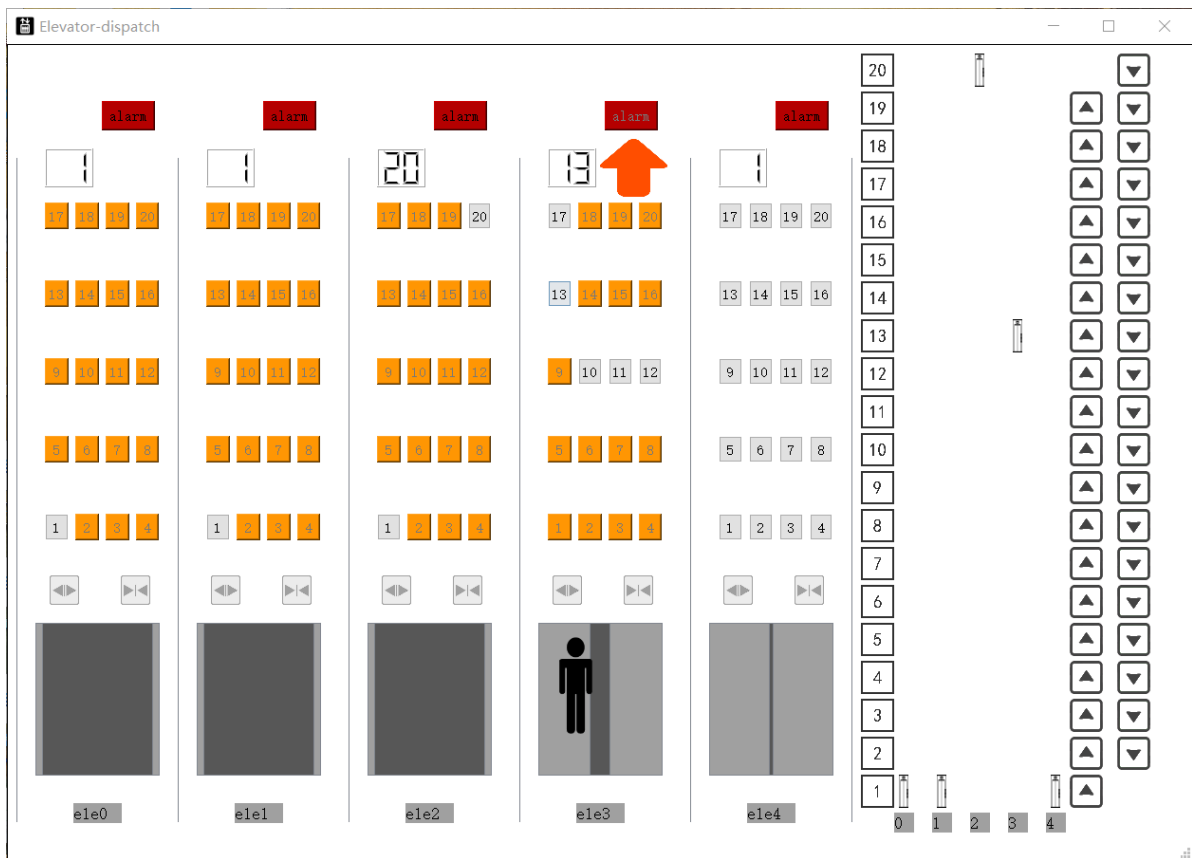 Elevator-dispatch
alarm alarm alarm alarm alarm
1 1 20 13 1
17 18 19 20 17 18 19 20 17 18 19 20 17 18 19 20 17 18 19 20
13 14 15 16 13 14 15 16 13 14 15 16 13 14 15 16 13 14 15 16
9 10 11 12 9 10 11 12 9 10 11 12 9 10 11 12 9 10 11 12
5 6 7 8 5 6 7 8 5 6 7 8 5 6 7 8 5 6 7 8
1 2 3 4 1 2 3 4 1 2 3 4 1 2 3 4 1 2 3 4
ele0 ele1 ele2 ele3 ele4
20
19
18
17
16
15
14
13
12
11
10
9
8
7
6
5
4
3
2
1
0 1 2 3 4